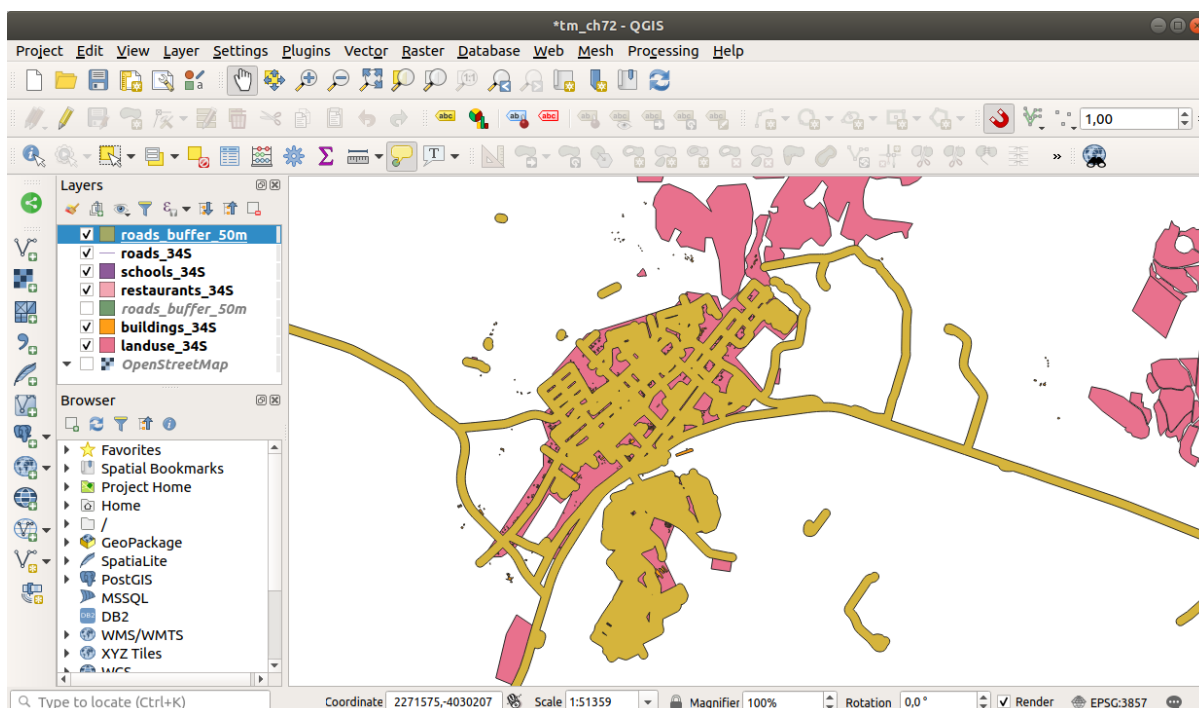 *tm_ch72 - QGIS
Project Edit View Layer Settings Plugins Vector Raster Database Web Mesh Processing Help
abc
abc
1,00
Layers
roads_buffer_50m
roads_34S
schools_34S
restaurants_34S
roads_buffer_50m
buildings_34S
landuse_34S
OpenStreetMap
Browser
Favorites
Spatial Bookmarks
Project Home
Home
/
GeoPackage
SpatiaLite
PostGIS
MSSQL
DB2
WMS/WMTS
XYZ Tiles
WCS
Type to locate (Ctrl+K) Coordinate 2271575,-4030207 Scale 1:51359 Magnifier 100% Rotation 0,0 ° Render EPSG:3857